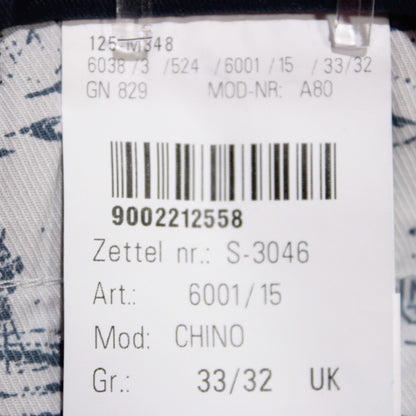 125-M348
6038 /3 /524 /6001 /15 /33/32
GN 829 MOD-NR: A80
9002212558
Zettel nr.: S-3046
Art.: 6001/15
Mod: CHINO
Gr.: 33/32 UK